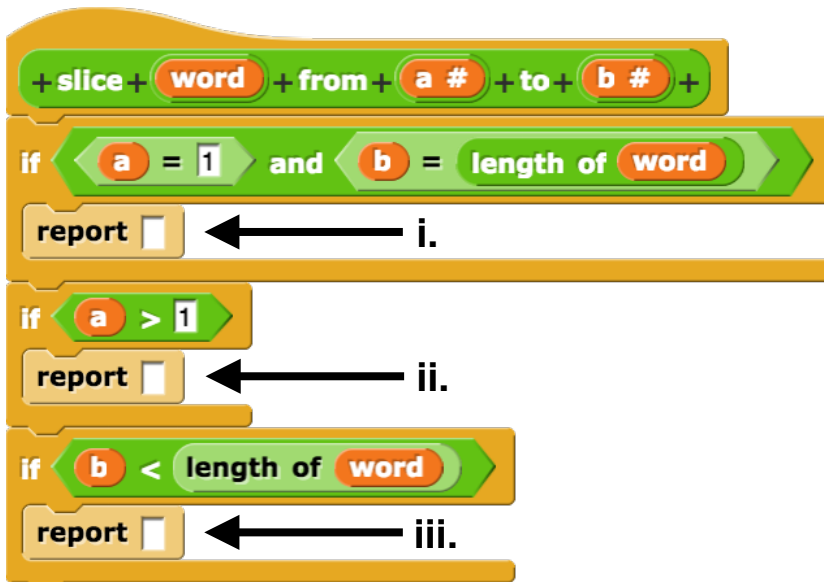 + slice + word + from + a # + to + b # +
if a = 1 and b = length of word
report i.
if a > 1
report ii.
if b < length of word
report iii.